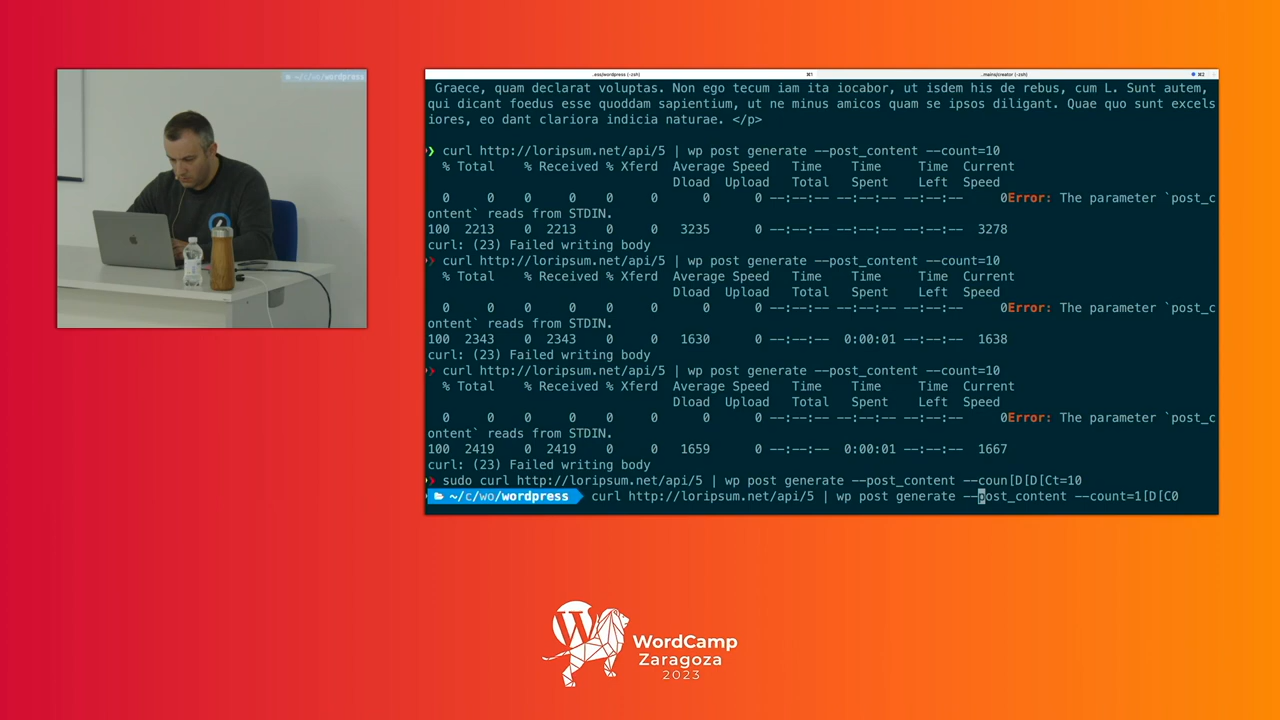 ~/c/wo/wordpress
..ess/wordpress (-zsh) ⌘1 ..mains/creator (-zsh) ⌘2
Graece, quam declarat voluptas. Non ego tecum iam ita iocabor, ut isdem his de rebus, cum L. Sunt autem,
qui dicant foedus esse quoddam sapientium, ut ne minus amicos quam se ipsos diligant. Quae quo sunt excels
iores, eo dant clariora indicia naturae. </p>
❯ curl http://loripsum.net/api/5 | wp post generate --post_content --count=10
% Total % Received % Xferd Average Speed Time Time Time Current
Dload Upload Total Spent Left Speed
0 0 0 0 0 0 0 0 --:--:-- --:--:-- --:--:-- 0Error: The parameter `post_c
ontent` reads from STDIN.
100 2213 0 2213 0 0 3235 0 --:--:-- --:--:-- --:--:-- 3278
curl: (23) Failed writing body
❯ curl http://loripsum.net/api/5 | wp post generate --post_content --count=10
% Total % Received % Xferd Average Speed Time Time Time Current
Dload Upload Total Spent Left Speed
0 0 0 0 0 0 0 0 --:--:-- --:--:-- --:--:-- 0Error: The parameter `post_c
ontent` reads from STDIN.
100 2343 0 2343 0 0 1630 0 --:--:-- 0:00:01 --:--:-- 1638
curl: (23) Failed writing body
❯ curl http://loripsum.net/api/5 | wp post generate --post_content --count=10
% Total % Received % Xferd Average Speed Time Time Time Current
Dload Upload Total Spent Left Speed
0 0 0 0 0 0 0 0 --:--:-- --:--:-- --:--:-- 0Error: The parameter `post_c
ontent` reads from STDIN.
100 2419 0 2419 0 0 1659 0 --:--:-- 0:00:01 --:--:-- 1667
curl: (23) Failed writing body
❯ sudo curl http://loripsum.net/api/5 | wp post generate --post_content --coun[D[D[Ct=10
~/c/wo/wordpress curl http://loripsum.net/api/5 | wp post generate --post_content --count=1[D[C0
W
WordCamp
Zaragoza
2023